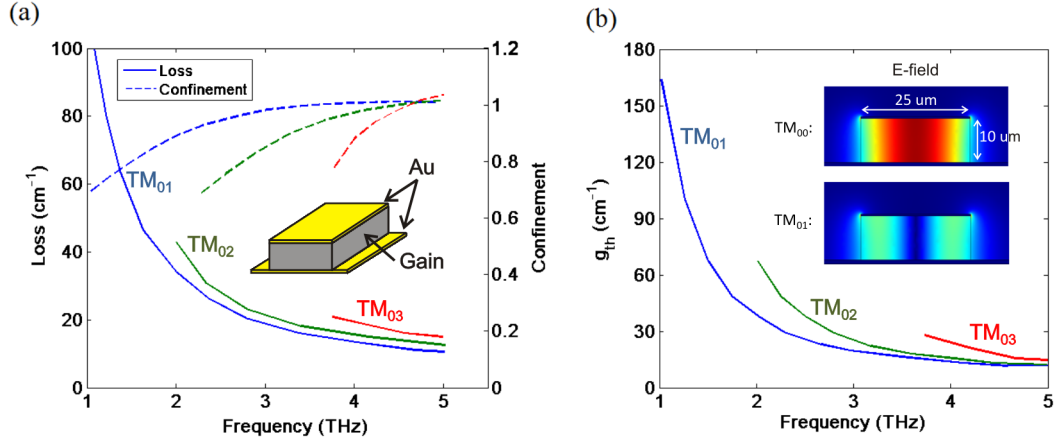 (a)
100
80
60
40
20
0
Loss (cm⁻¹)
1.2
1
0.8
0.6
0.4
0.2
0
Confinement
Loss
Confinement
TM₀₁
TM₀₂
TM₀₃
Au
Gain
1 2 3 4 5
Frequency (THz)
(b)
180
150
120
90
60
30
0
gₜₕ (cm⁻¹)
E-field
TM₀₀:
25 um
10 um
TM₀₁:
TM₀₁
TM₀₂
TM₀₃
1 2 3 4 5
Frequency (THz)